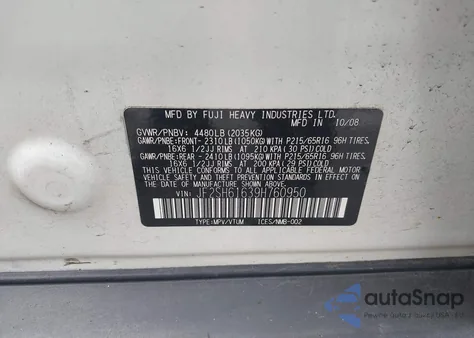 MFD BY FUJI HEAVY INDUSTRIES LTD.
MFD. IN 10/08
GVWR/PNBV: 4480LB (2035KG)
GAWR/PNBE: FRONT- 2310LB (1050KG) WITH P215/65R16 96H TIRES.
16X6 1/2JJ RIMS. AT 210 KPA (30 PSI) COLD
GAWR/PNBE: REAR - 2410LB (1095KG) WITH P215/65R16 96H TIRES.
16X6 1/2JJ RIMS. AT 200 KPA (29 PSI) COLD
THIS VEHICLE CONFORMS TO ALL APPLICABLE
FEDERAL MOTOR VEHICLE SAFETY
STANDARDS IN EFFECT ON THE DATE
OF MANUFACTURE SHOWN ABOVE.
VIN: JF2SH61639H760950
TYPE: MPV/VTUM ICES/NMB-002
autoSnap